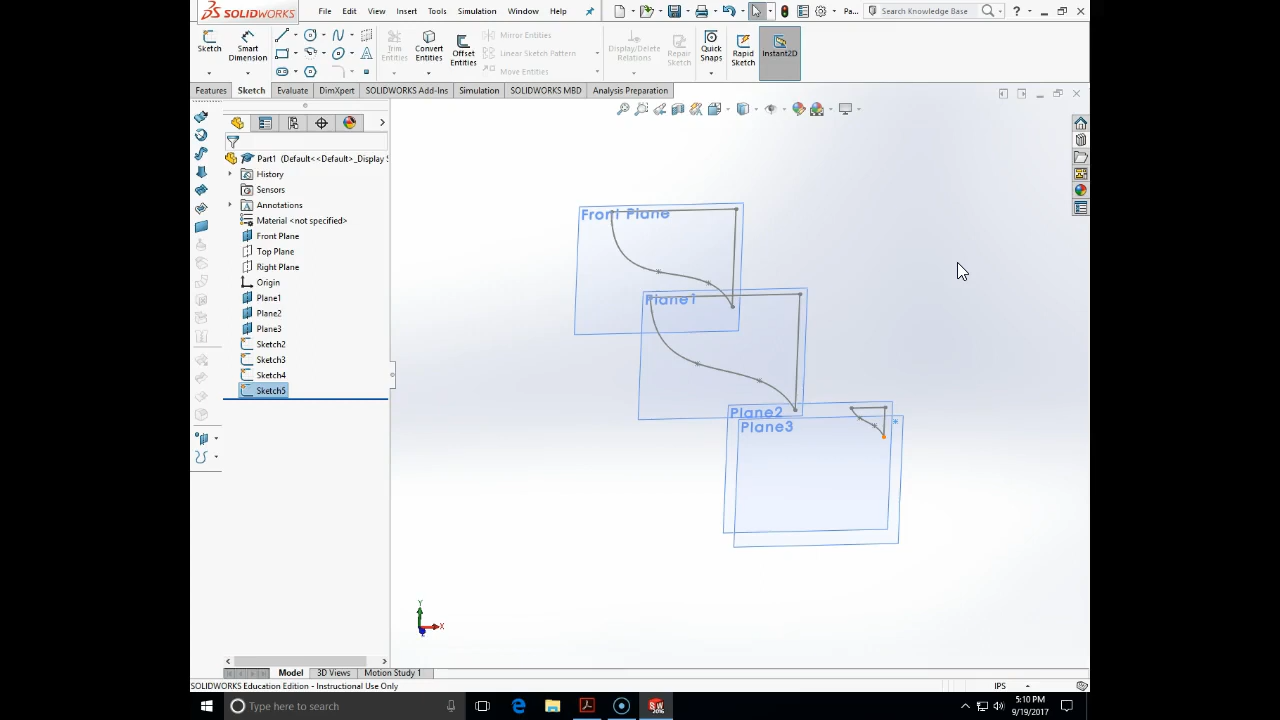 SOLIDWORKS
File Edit View Insert Tools Simulation Window Help
Pa...
Search Knowledge Base
?
Sketch
Smart Dimension
Trim Entities
Convert Entities
Offset Entities
Mirror Entities
Linear Sketch Pattern
Move Entities
Display/Delete Relations
Repair Sketch
Quick Snaps
Rapid Sketch
Instant2D
Features Sketch Evaluate DimXpert SOLIDWORKS Add-Ins Simulation SOLIDWORKS MBD Analysis Preparation
Part1 (Default<<Default>_Display S
History
Sensors
Annotations
Material <not specified>
Front Plane
Top Plane
Right Plane
Origin
Plane1
Plane2
Plane3
Sketch2
Sketch3
Sketch4
Sketch5
Front Plane
Plane1
Plane2
Plane3
Y
X
Model 3D Views Motion Study 1
SOLIDWORKS Education Edition - Instructional Use Only
IPS
Type here to search
5:10 PM
9/19/2017